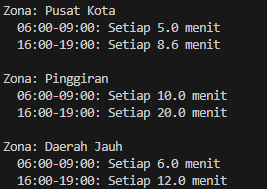 Zona: Pusat Kota
06:00-09:00: Setiap 5.0 menit
16:00-19:00: Setiap 8.6 menit
Zona: Pinggiran
06:00-09:00: Setiap 10.0 menit
16:00-19:00: Setiap 20.0 menit
Zona: Daerah Jauh
06:00-09:00: Setiap 6.0 menit
16:00-19:00: Setiap 12.0 menit